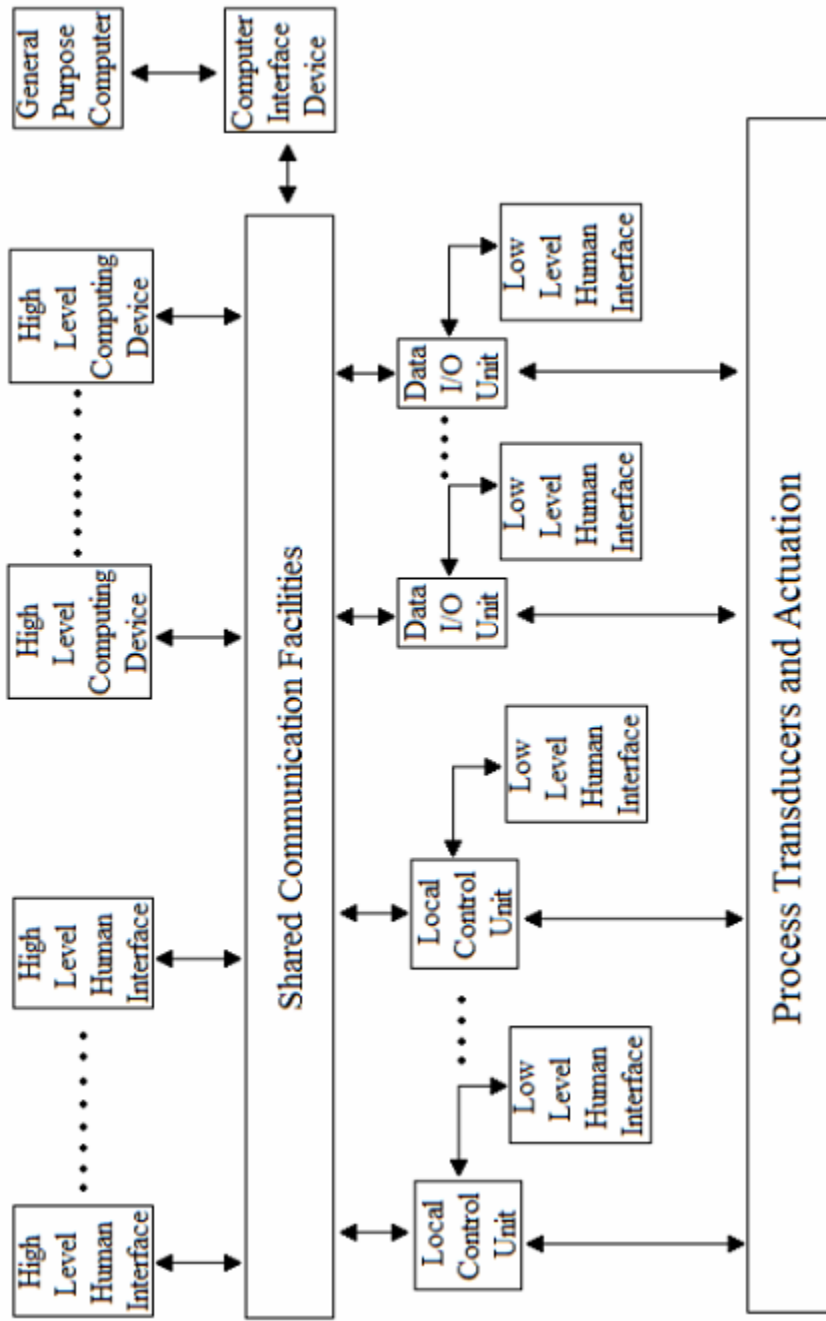 High
Level
Human
Interface
High
Level
Human
Interface
High
Level
Computing
Device
High
Level
Computing
Device
General
Purpose
Computer
Computer
Interface
Device
Shared Communication Facilities
Local
Control
Unit
Low
Level
Human
Interface
Local
Control
Unit
Low
Level
Human
Interface
Data
I/O
Unit
Low
Level
Human
Interface
Data
I/O
Unit
Low
Level
Human
Interface
Process Transducers and Actuation